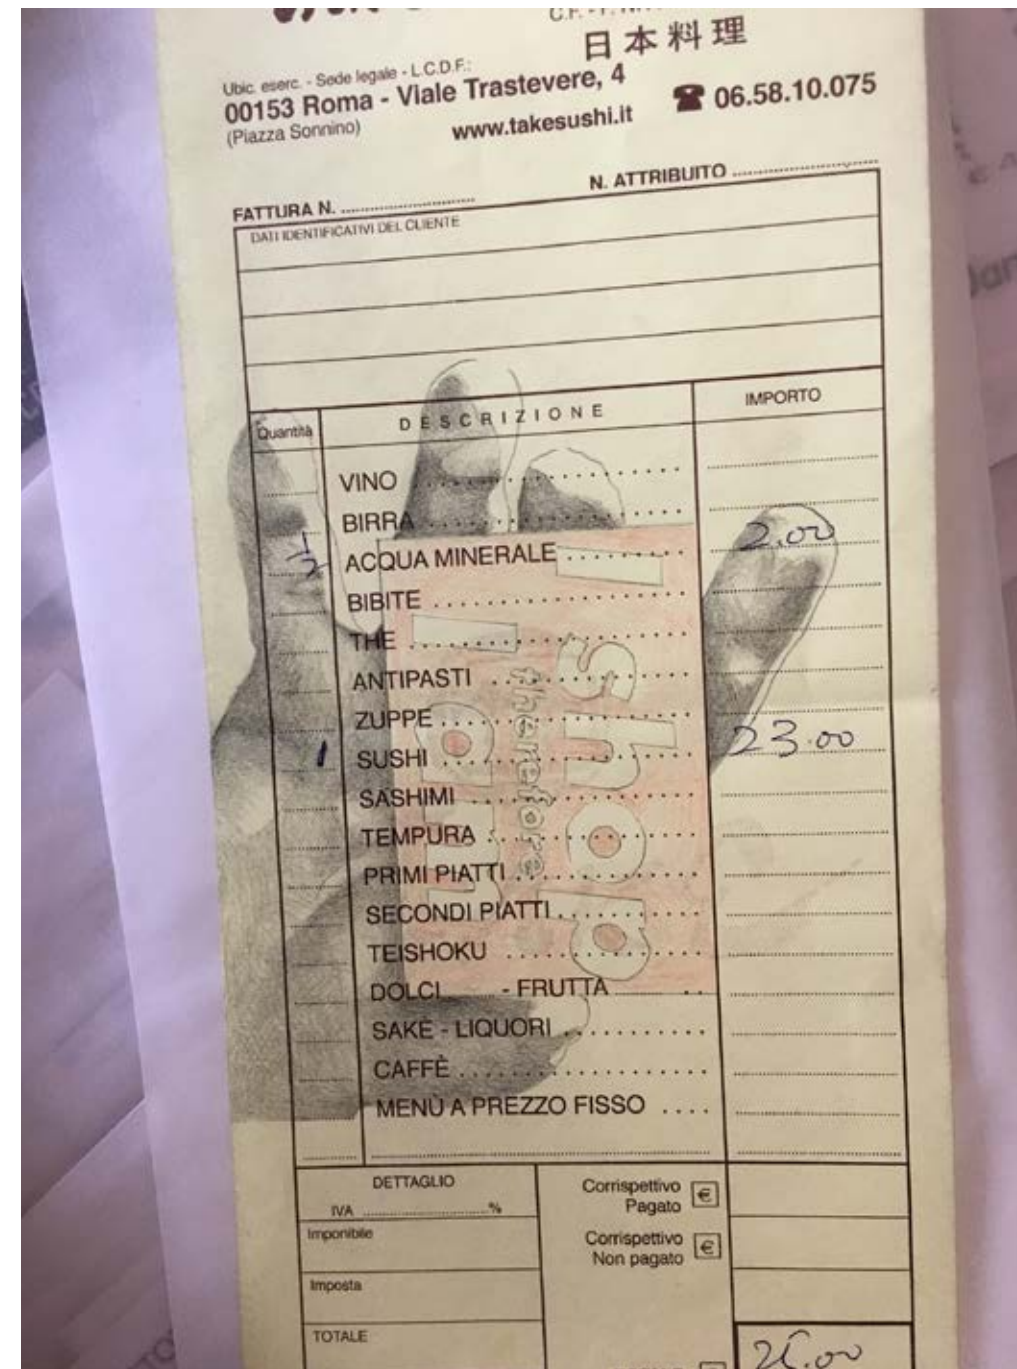 C.F. - P.
日本料理
Ubic. eserc. - Sede legale - L.C.D.F.:
00153 Roma - Viale Trastevere, 4
(Piazza Sonnino)
www.takesushi.it
☎ 06.58.10.075
FATTURA N. ..............................
N. ATTRIBUITO ..............................
DATI IDENTIFICATIVI DEL CLIENTE
Quantità DESCRIZIONE IMPORTO
VINO
BIRRA
1/2 ACQUA MINERALE 2.00
BIBITE
THE
ANTIPASTI
ZUPPE
1 SUSHI 23.00
SASHIMI
TEMPURA
PRIMI PIATTI
SECONDI PIATTI
TEISHOKU
DOLCI - FRUTTA
SAKÈ - LIQUORI
CAFFÈ
MENÙ A PREZZO FISSO
sushi
therefore
DETTAGLIO
IVA ..............................%
Imponibile
Imposta
TOTALE
Corrispettivo
Pagato €
Corrispettivo
Non pagato €